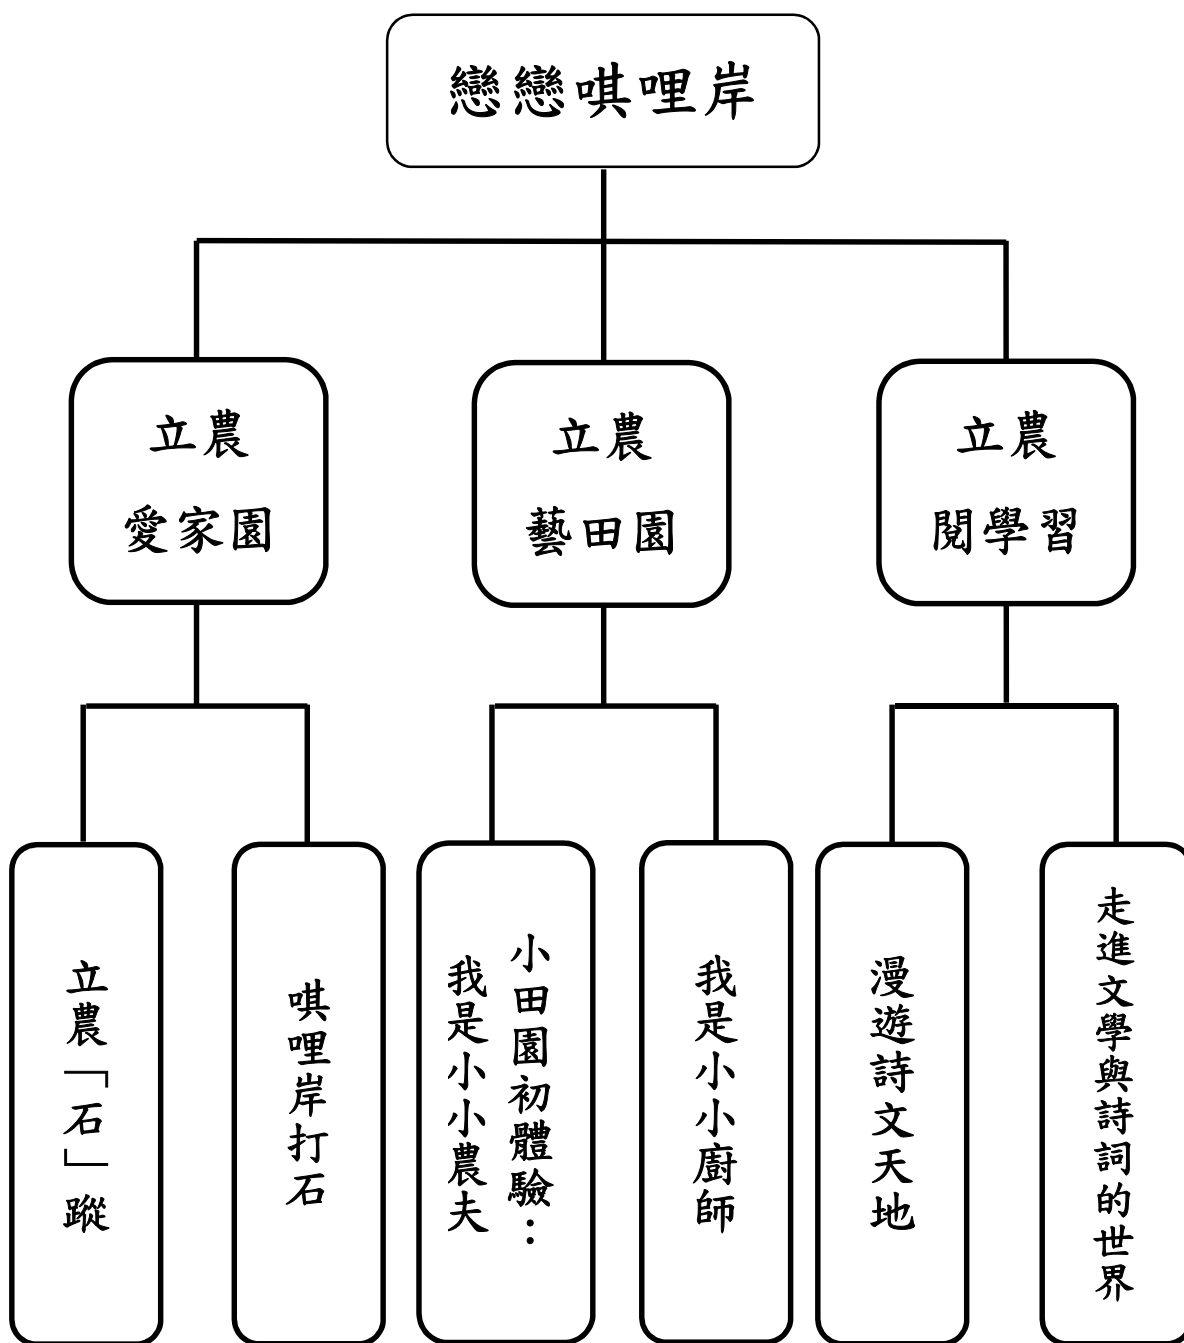 戀戀唭哩岸
立農
愛家園
立農
藝田園
立農
閱學習
立農「石」蹤
唭哩岸打石
小田園初體驗：
我是小小農夫
我是小小廚師
漫遊詩文天地
走進文學與詩詞的世界